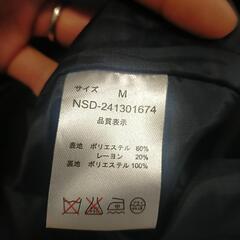 サイズ M
NSD-241301674
品質表示
表地 ポリエステル 80%
レーヨン 20%
裏地 ポリエステル 100%